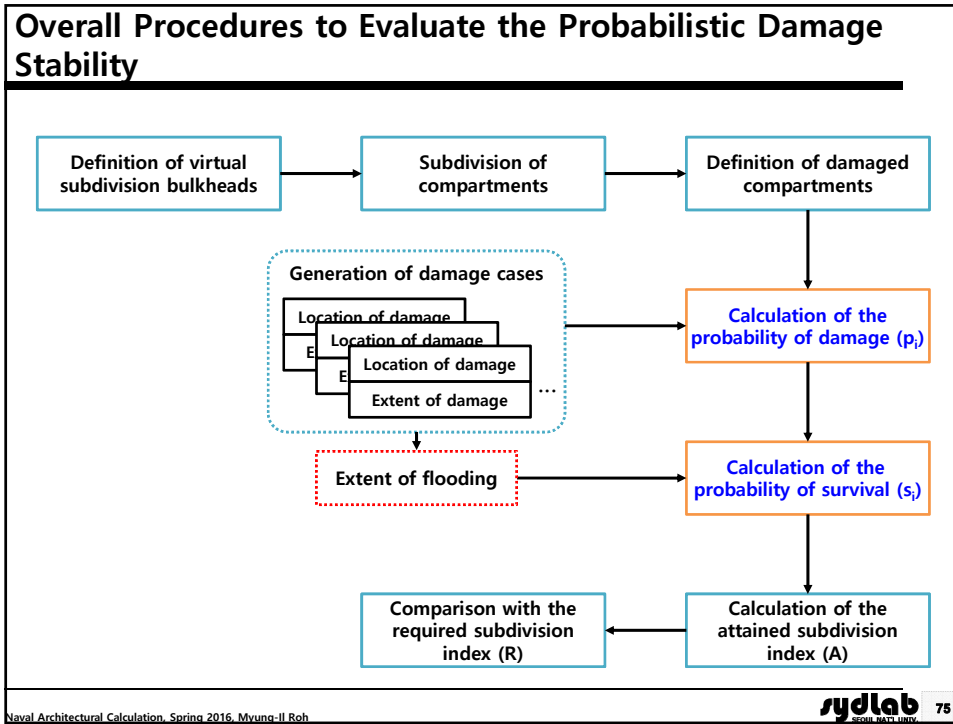 Overall Procedures to Evaluate the Probabilistic Damage
Stability
Definition of virtual
subdivision bulkheads
Subdivision of
compartments
Definition of damaged
compartments
Generation of damage cases
Location of damage
E
Location of damage
E
Location of damage
Extent of damage
...
Calculation of the
probability of damage (pi)
Extent of flooding
Calculation of the
probability of survival (si)
Comparison with the
required subdivision
index (R)
Calculation of the
attained subdivision
index (A)
Naval Architectural Calculation, Spring 2016, Myung-Il Roh
sydlab
SEOUL NAT'L UNIV.
75